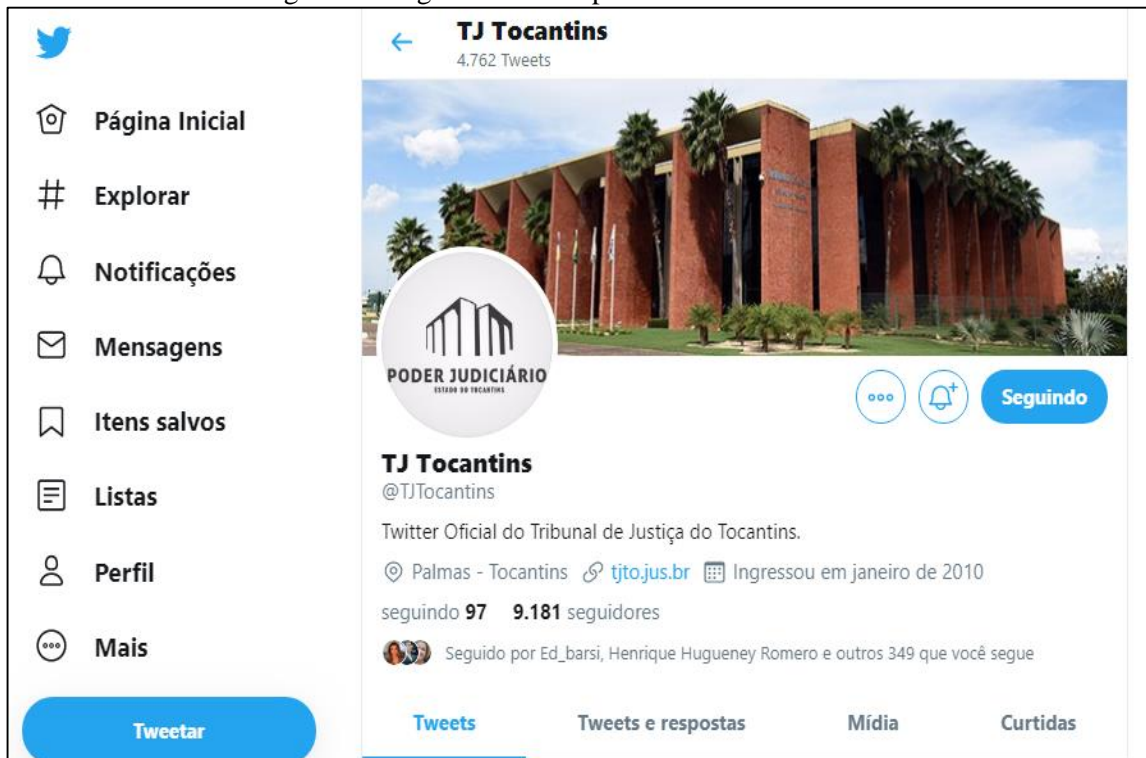 TJ Tocantins
4.762 Tweets
Página Inicial
Explorar
Notificações
Mensagens
Itens salvos
Listas
Perfil
Mais
Tweetar
PODER JUDICIÁRIO
ESTADO DO TOCANTINS
Seguindo
TJ Tocantins
@TJTocantins
Twitter Oficial do Tribunal de Justiça do Tocantins.
Palmas - Tocantins tjto.jus.br Ingressou em janeiro de 2010
seguindo 97 9.181 seguidores
Seguido por Ed_barsi, Henrique Hugueney Romero e outros 349 que você segue
Tweets Tweets e respostas Mídia Curtidas